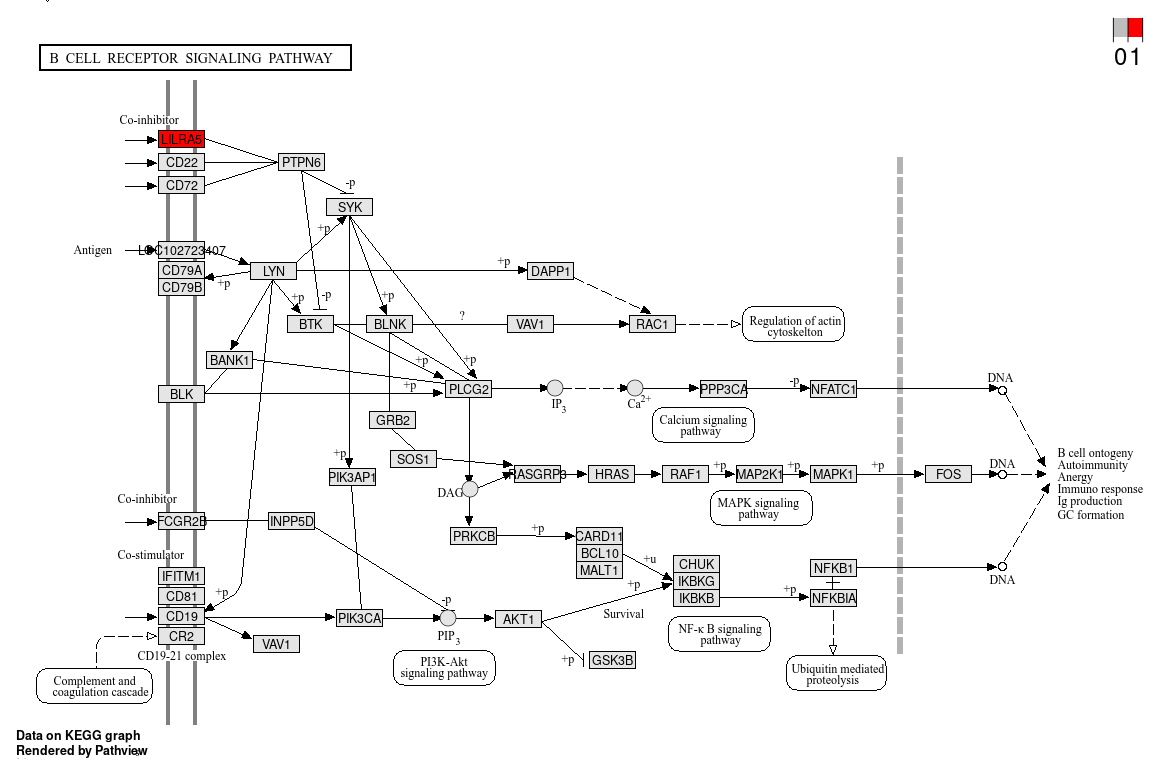 01
B CELL RECEPTOR SIGNALING PATHWAY
Co-inhibitor
LILRA5
CD22
PTPN6
CD72
-p
SYK
+p
Antigen
LOC102723407
CD79A
LYN
+p
DAPP1
CD79B
+p
+p
-p
+p
BTK
BLNK
?
VAV1
RAC1
Regulation of actin
cytoskelton
BANK1
+p
+p
BLK
+p
PLCG2
IP3
Ca2+
PPP3CA
-p
NFATC1
DNA
GRB2
Calcium signaling
pathway
SOS1
+p
PIK3AP1
RASGRP3
HRAS
RAF1
+p
MAP2K1
+p
MAPK1
+p
FOS
DNA
B cell ontogeny
Autoimmunity
Anergy
Immuno response
Ig production
GC formation
DAG
MAPK signaling
pathway
Co-inhibitor
FCGR2B
INPP5D
PRKCB
+p
CARD11
BCL10
MALT1
+u
CHUK
IKBKG
IKBKB
+p
+p
NFKB1
NFKBIA
DNA
Co-stimulator
IFITM1
CD81
+p
CD19
CR2
CD19-21 complex
VAV1
PIK3CA
-p
PIP3
AKT1
Survival
+p
GSK3B
NF-κ B signaling
pathway
PI3K-Akt
signaling pathway
Ubiquitin mediated
proteolysis
Complement and
coagulation cascade
Data on KEGG graph
Rendered by Pathview